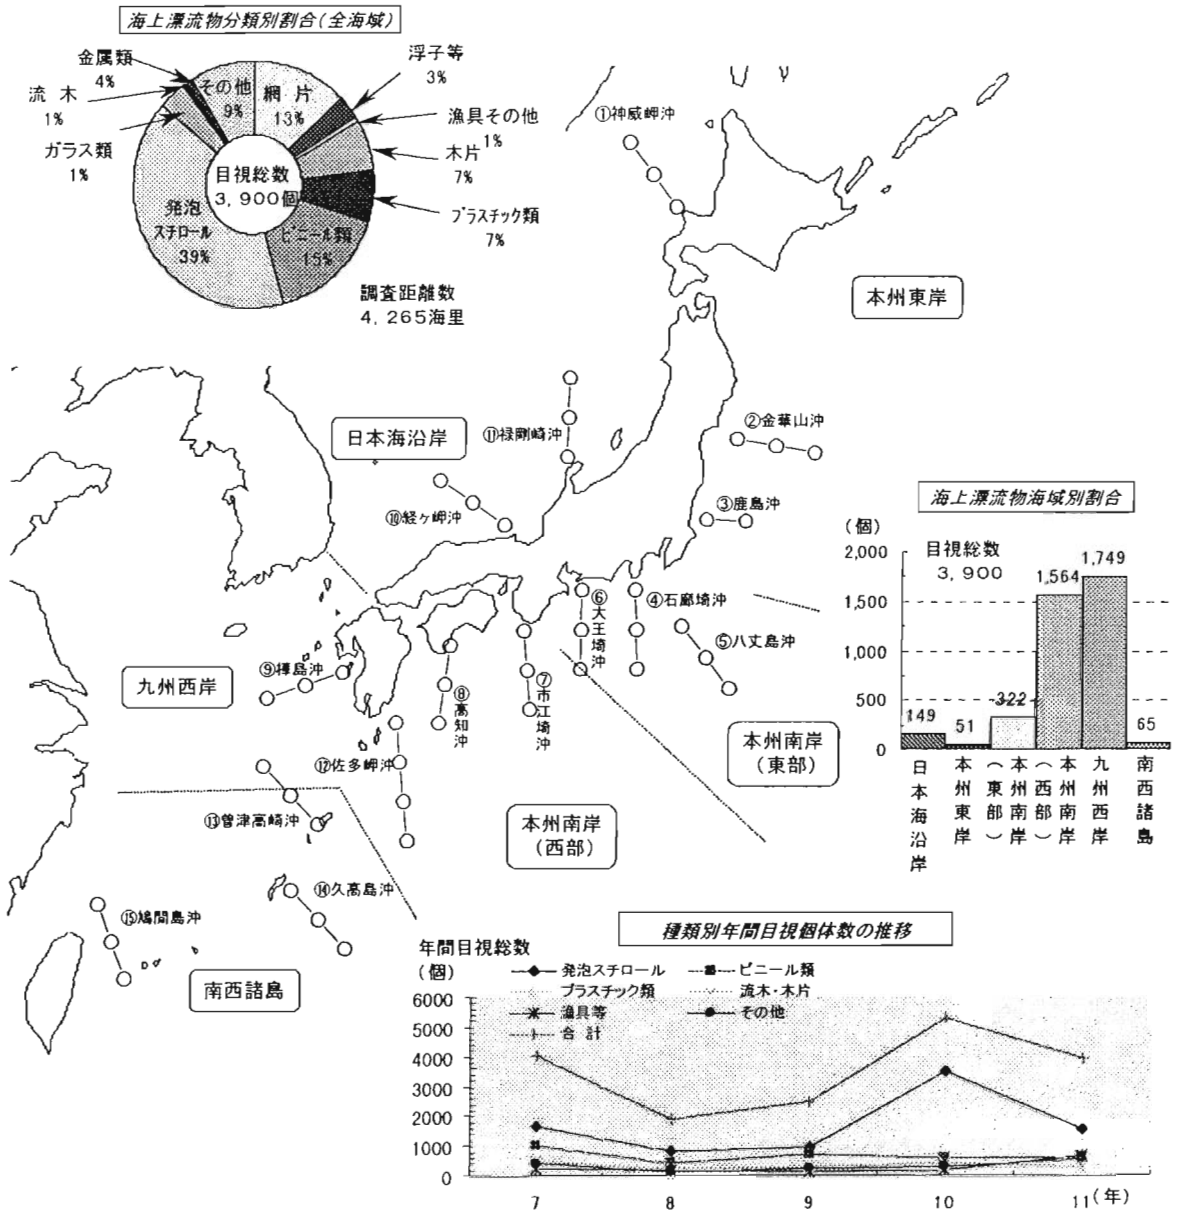 海上漂流物分類別割合（全海域）
金属類
4%
流木
1%
ガラス類
1%
その他
9%
網片
13%
浮子等
3%
漁具その他
1%
木片
7%
プラスチック類
7%
ビニール類
15%
発泡
スチロール
39%
目視総数
3,900個
調査距離数
4,265海里
①神威岬沖
本州東岸
②金華山沖
③鹿島沖
日本海沿岸
⑪禄剛崎沖
⑩経ヶ岬沖
④石廊埼沖
⑤八丈島沖
⑥大王埼沖
⑦市江埼沖
⑧高知沖
⑨樺島沖
九州西岸
⑫佐多岬沖
⑬曽津高崎沖
⑭久高島沖
⑮鳩間島沖
本州南岸
（東部）
本州南岸
（西部）
南西諸島
海上漂流物海域別割合
（個）
目視総数
3,900
2,000
1,500
1,000
500
0
149
51
322
1,564
1,749
65
日本海沿岸
本州東岸
本州南岸
（東部）
本州南岸
（西部）
九州西岸
南西諸島
種類別年間目視個体数の推移
年間目視総数
（個）
発泡スチロール
ビニール類
プラスチック類
流木・木片
漁具等
その他
合計
6000
5000
4000
3000
2000
1000
0
7
8
9
10
11
（年）